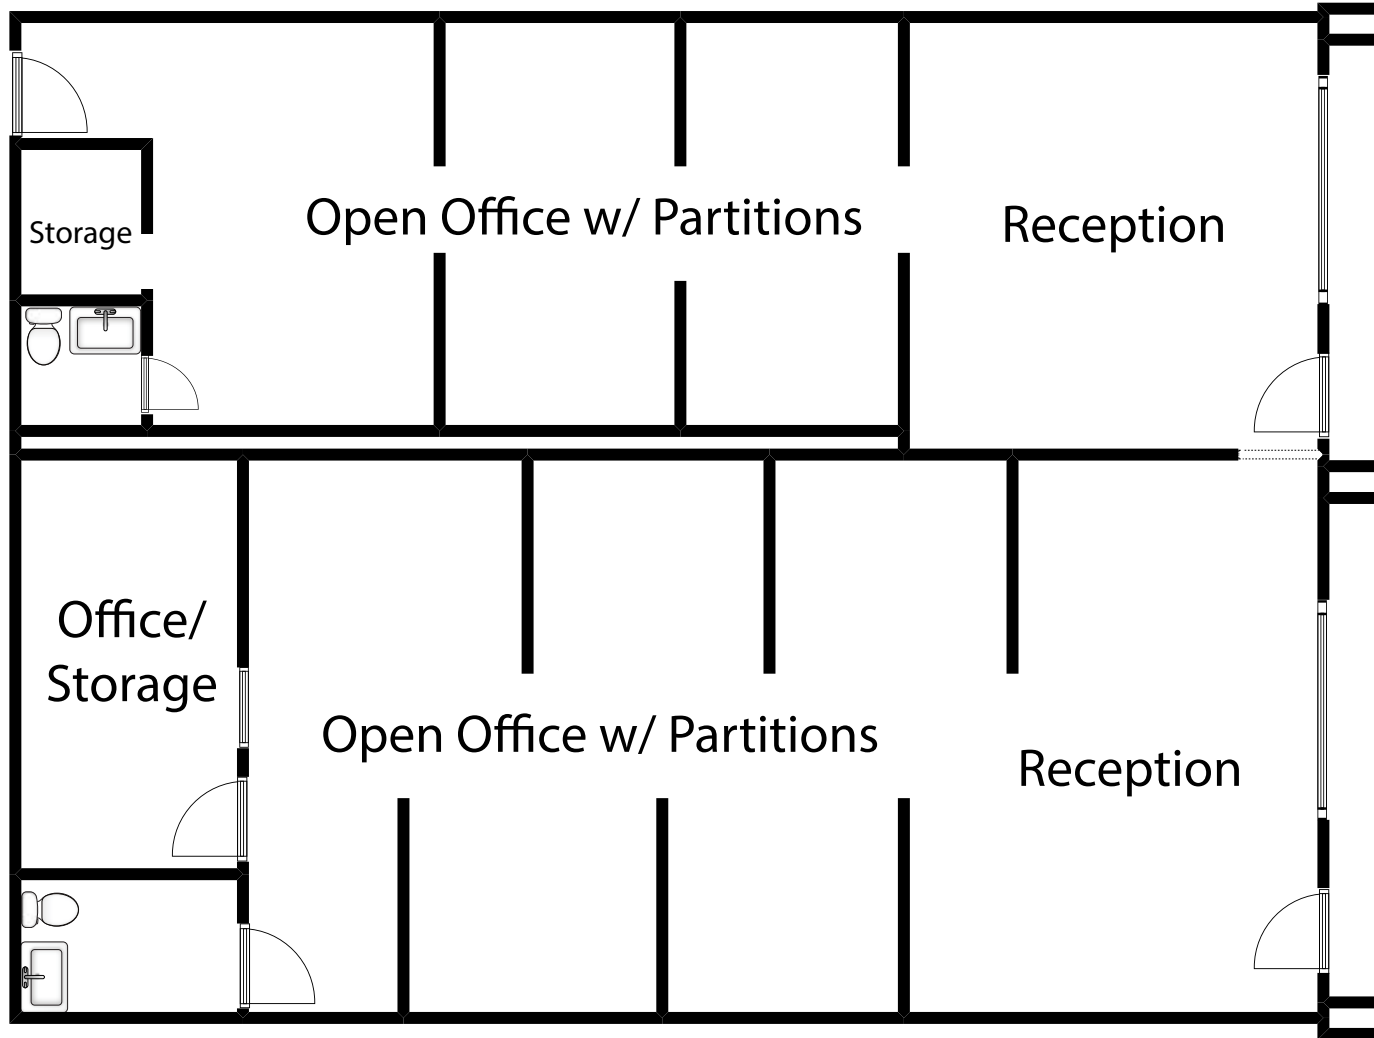 Open Office w/ Partitions
Reception
Storage
Office/
Storage
Open Office w/ Partitions
Reception